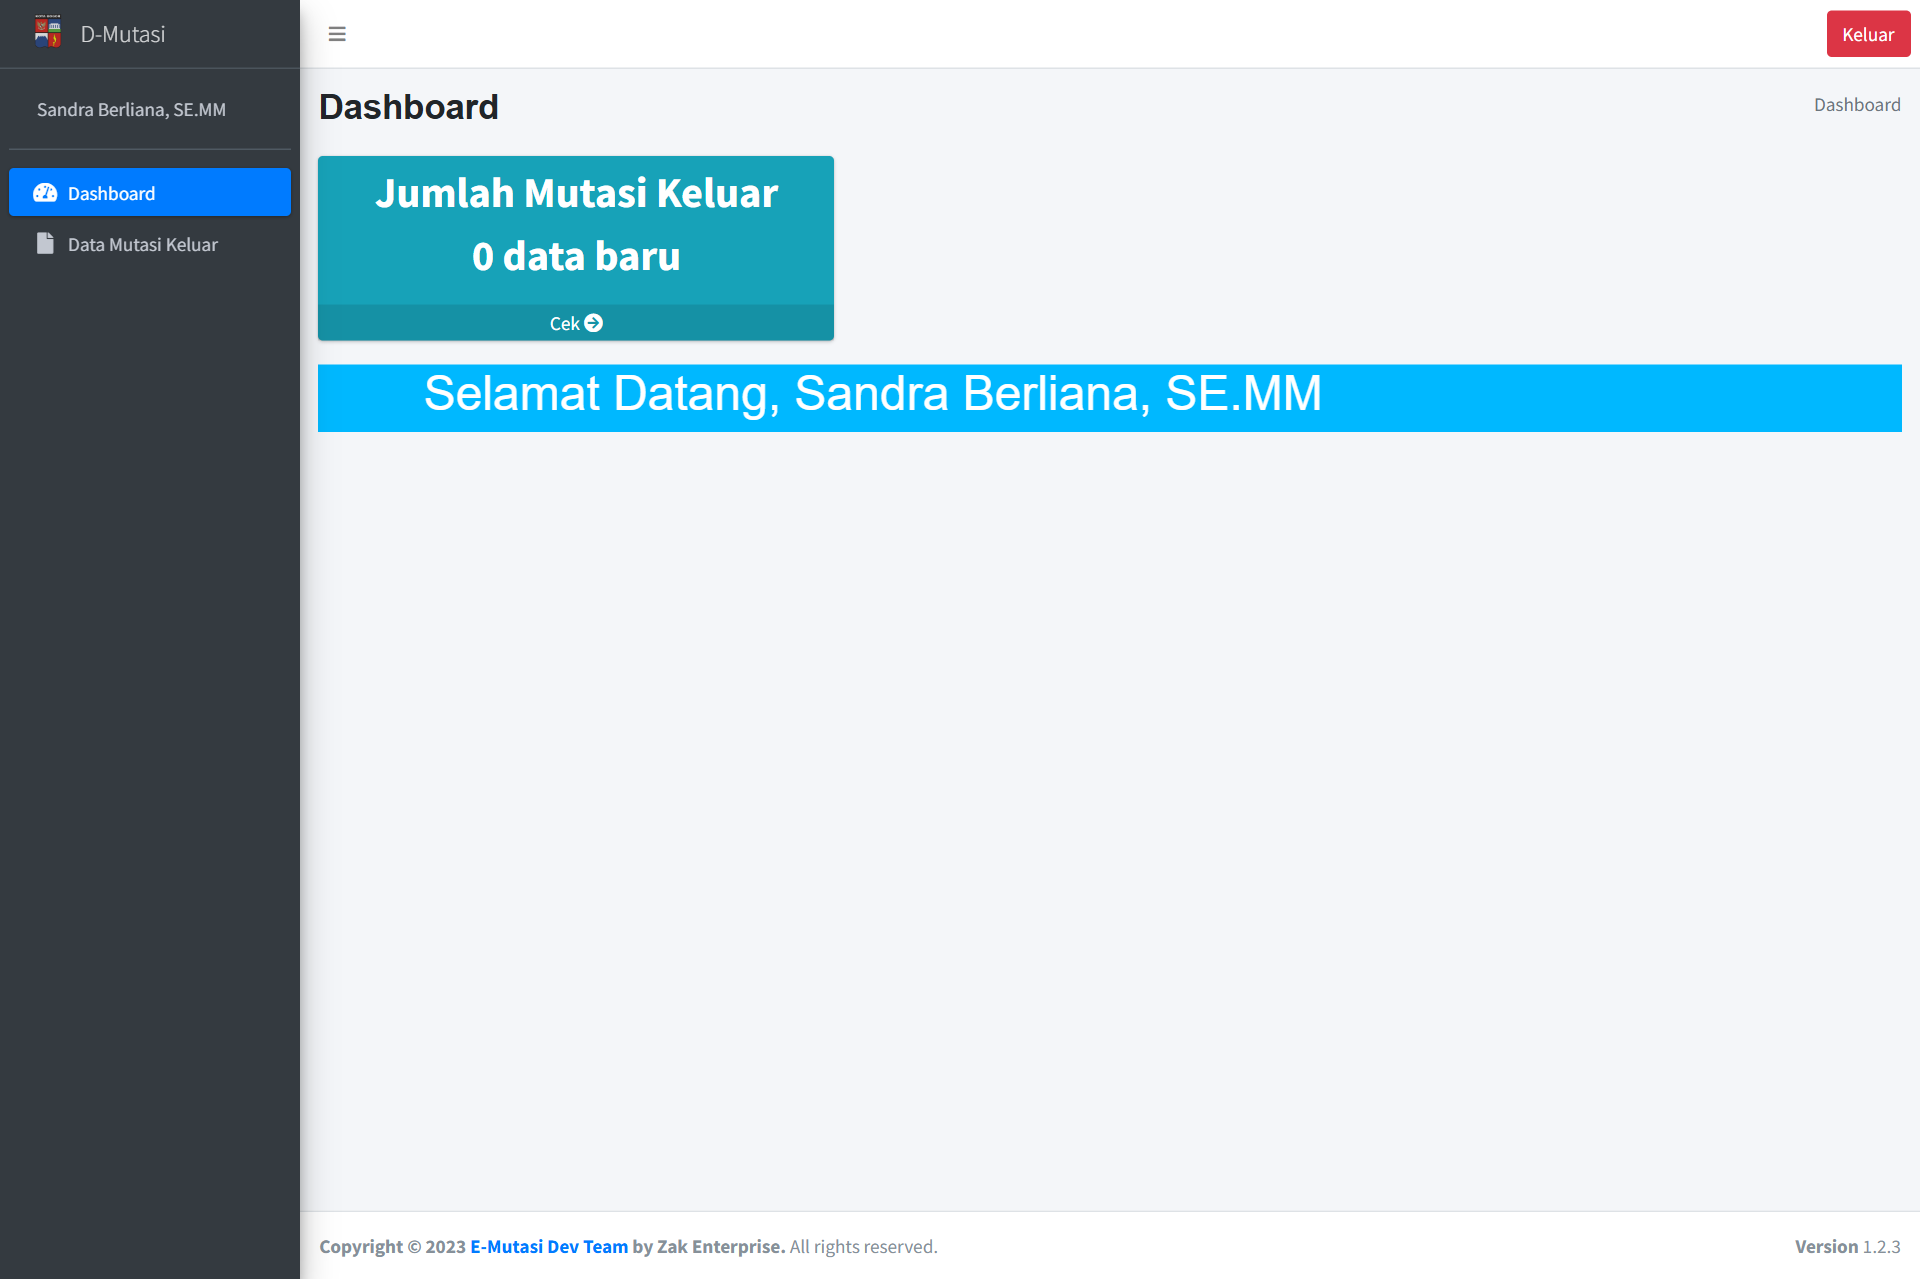 D-Mutasi
Keluar
Sandra Berliana, SE.MM
Dashboard
Data Mutasi Keluar
Dashboard
Dashboard
Jumlah Mutasi Keluar
0 data baru
Cek
Selamat Datang, Sandra Berliana, SE.MM
Copyright © 2023 E-Mutasi Dev Team by Zak Enterprise. All rights reserved.
Version 1.2.3